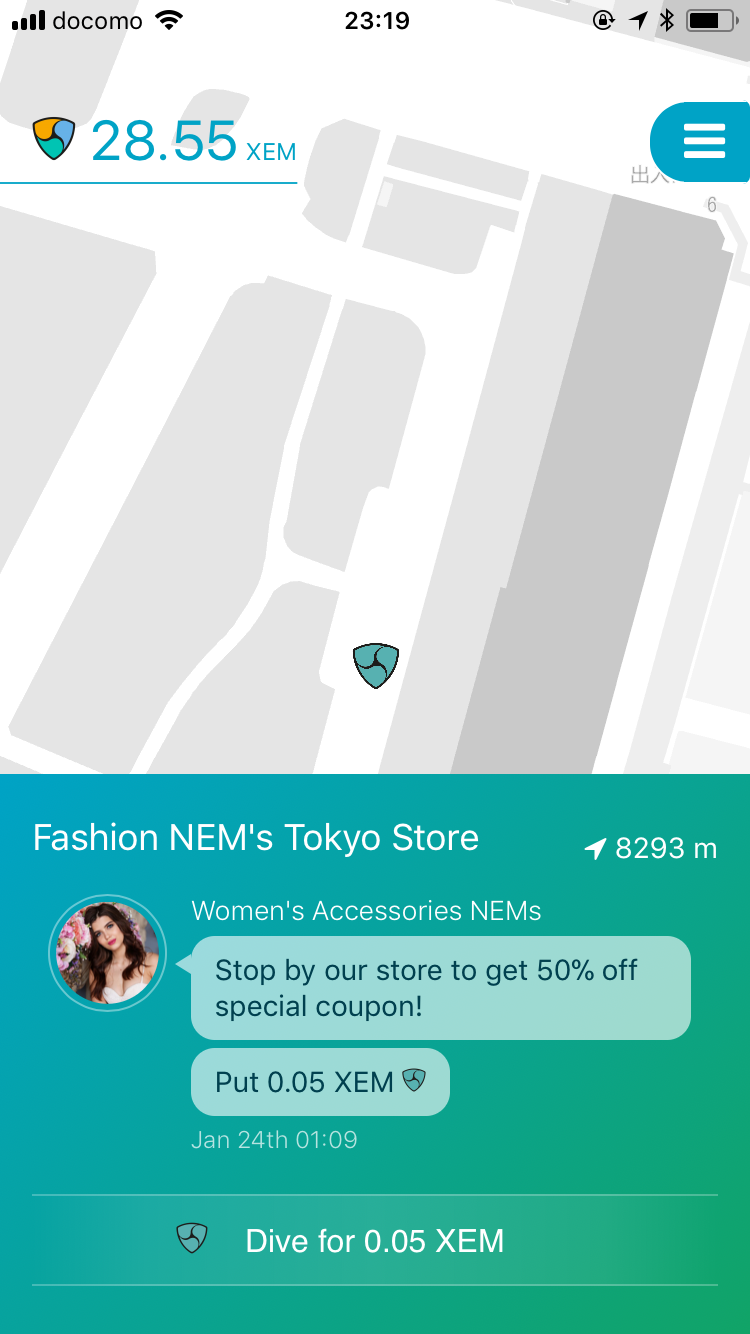 docomo 23:19
28.55 XEM
出入
6
Fashion NEM's Tokyo Store
8293 m
Women's Accessories NEMs
Stop by our store to get 50% off
special coupon!
Put 0.05 XEM
Jan 24th 01:09
Dive for 0.05 XEM